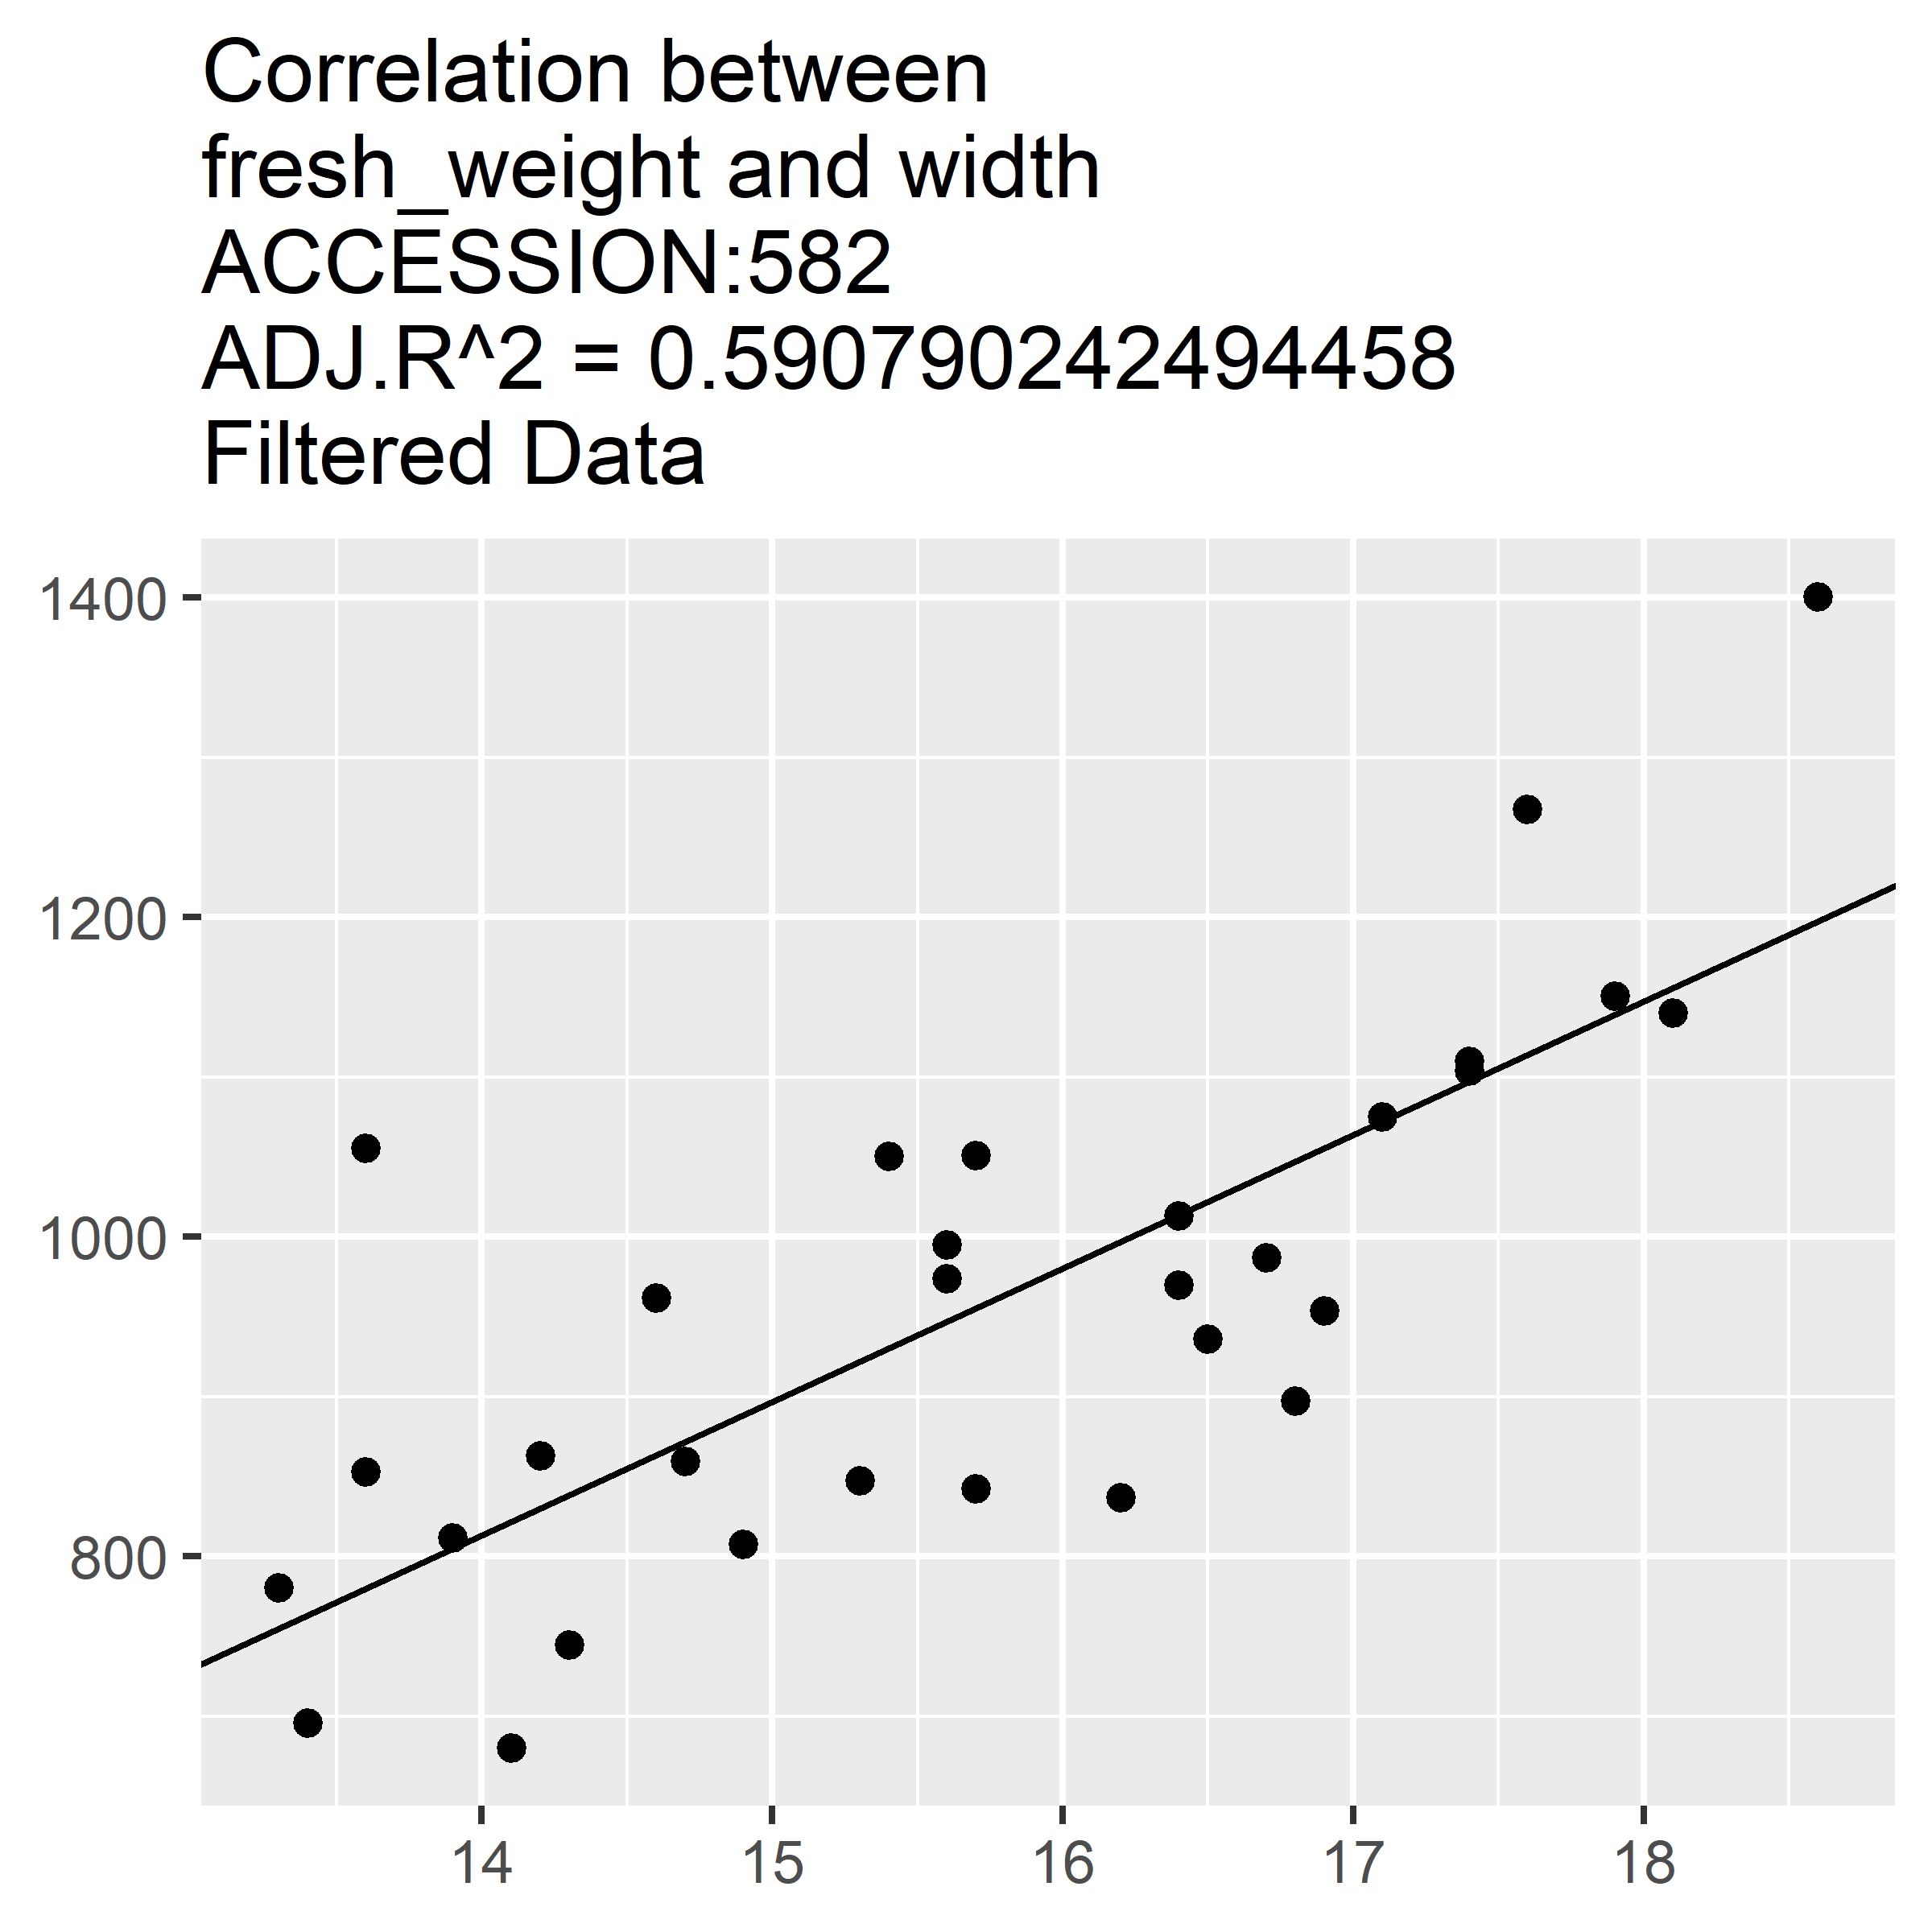 Correlation between
fresh_weight and width
ACCESSION:582
ADJ.R^2 = 0.590790242494458
Filtered Data
1400
1200
1000
800
14 15 16 17 18